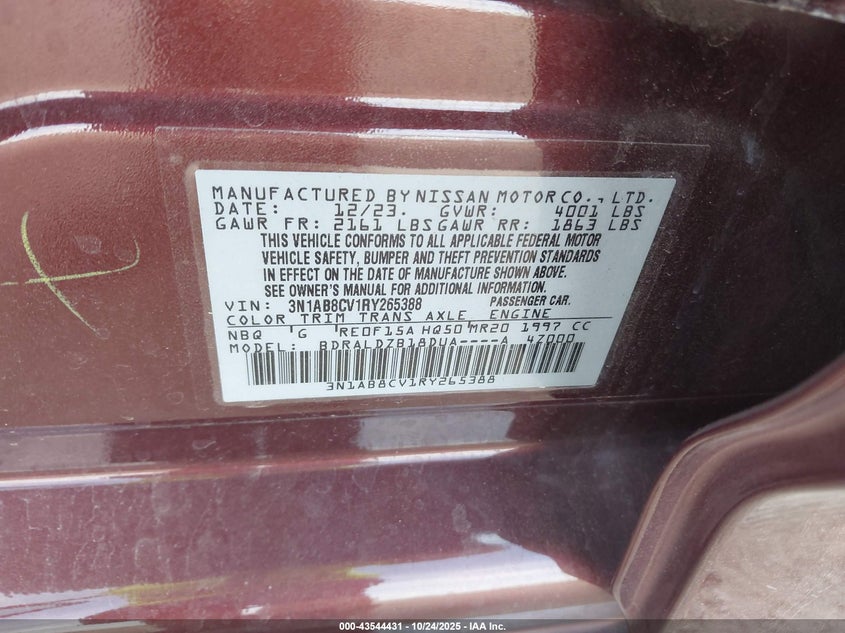 MANUFACTURED BY NISSAN MOTOR CO., LTD.
DATE: 12/23. GVWR: 4001 LBS
GAWR FR: 2161 LBS GAWR RR: 1863 LBS
THIS VEHICLE CONFORMS TO ALL APPLICABLE FEDERAL MOTOR
VEHICLE SAFETY, BUMPER AND THEFT PREVENTION STANDARDS
IN EFFECT ON THE DATE OF MANUFACTURE SHOWN ABOVE.
SEE OWNER'S MANUAL FOR ADDITIONAL INFORMATION.
VIN: 3N1AB8CV1RY265388 PASSENGER CAR.
COLOR TRIM TRANS AXLE ENGINE
NBQ 'G RE0F15A HQ50 MR20 1997 CC
MODEL: BDRALDZB18DUA----A 47000
3N1AB8CV1RY265388
000-43544431 - 10/24/2025 - IAA Inc.